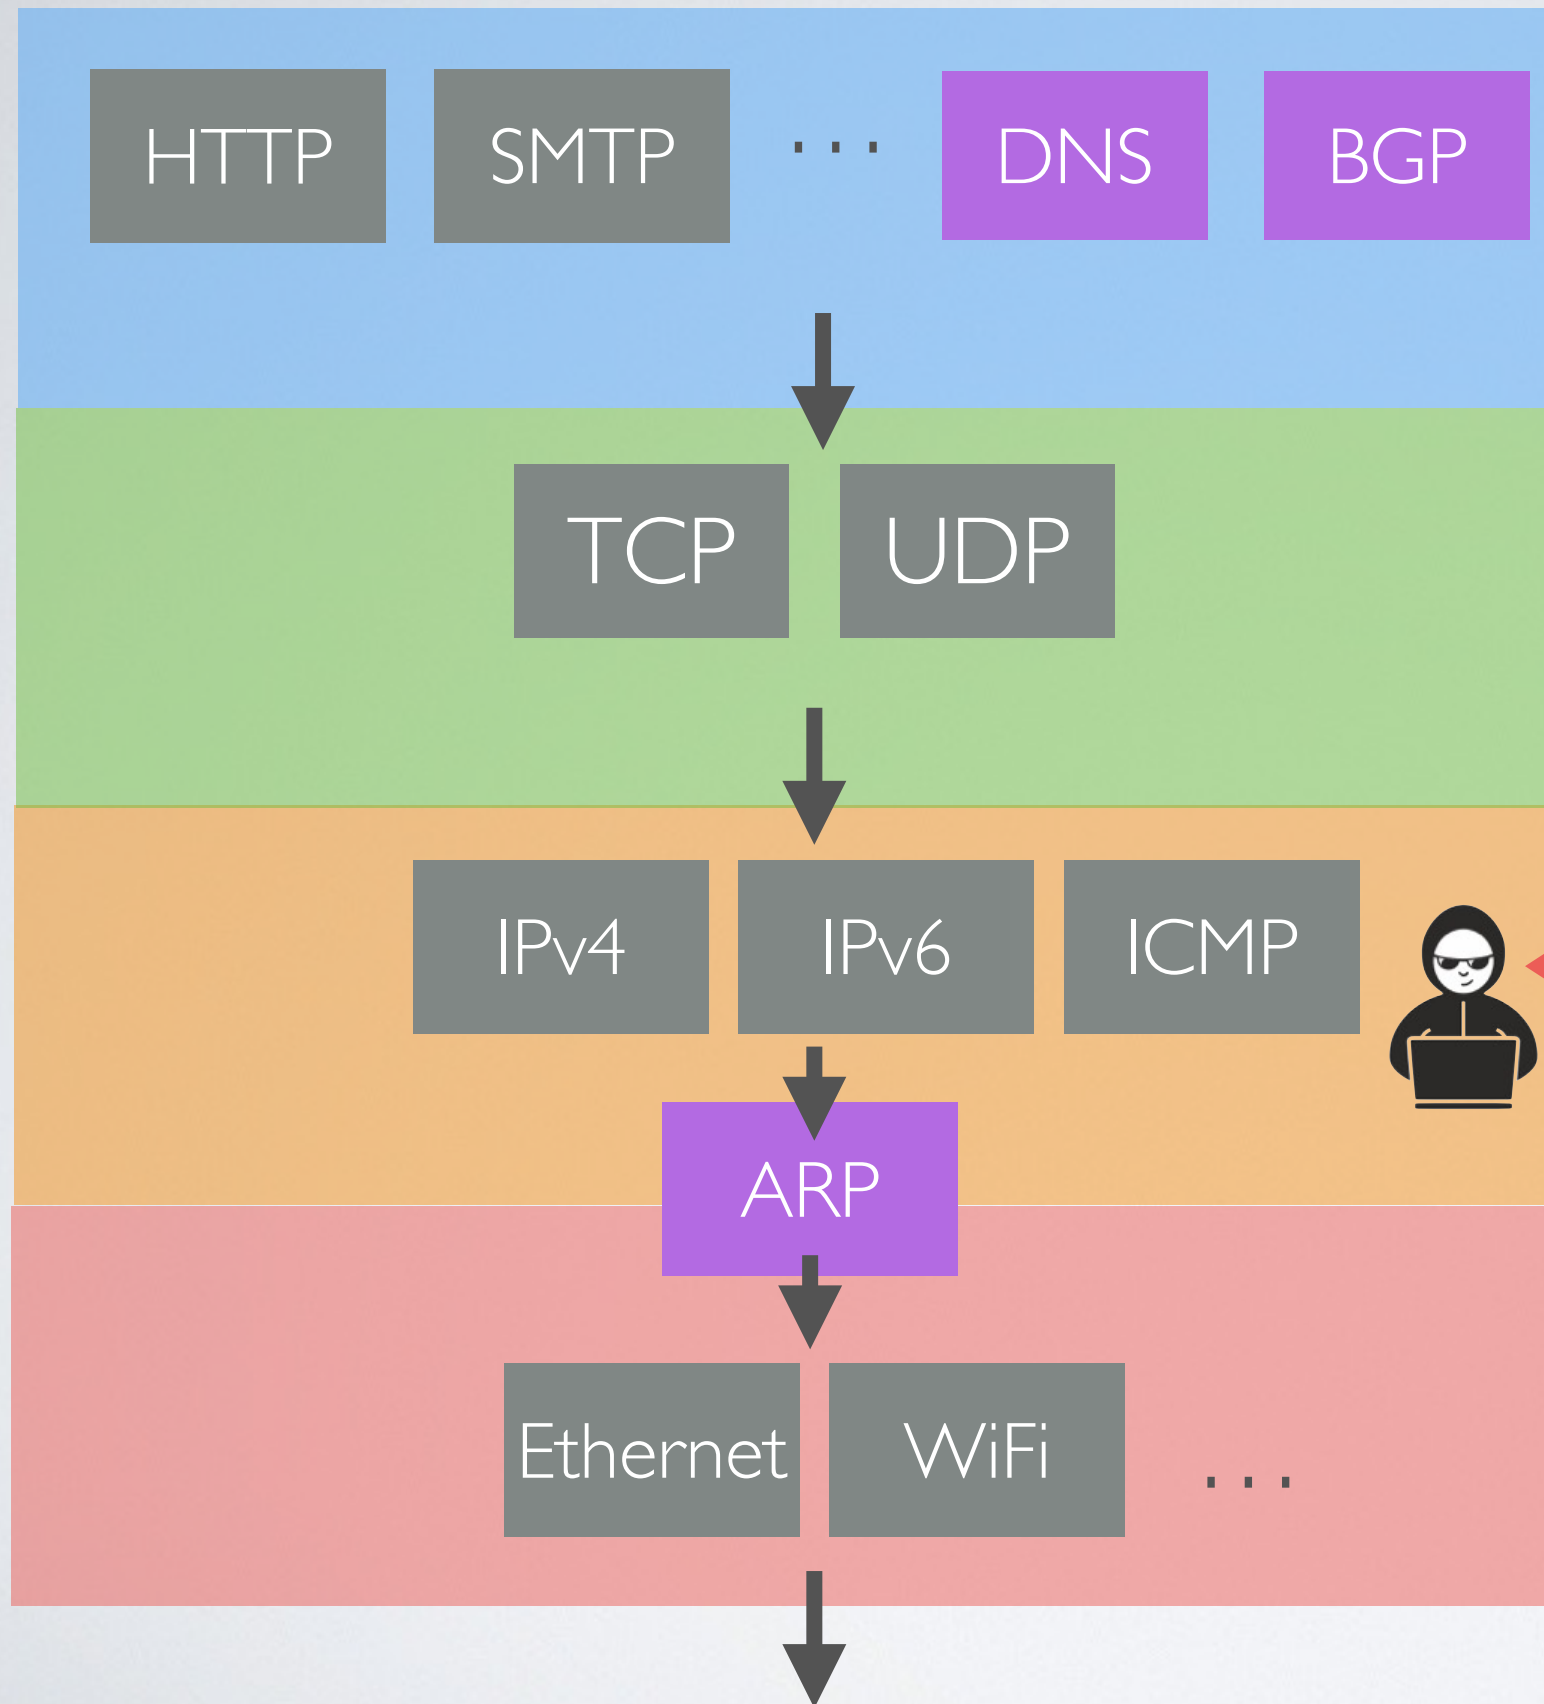 HTTP SMTP ... DNS BGP
TCP UDP
IPv4 IPv6 ICMP
ARP
Ethernet WiFi ...